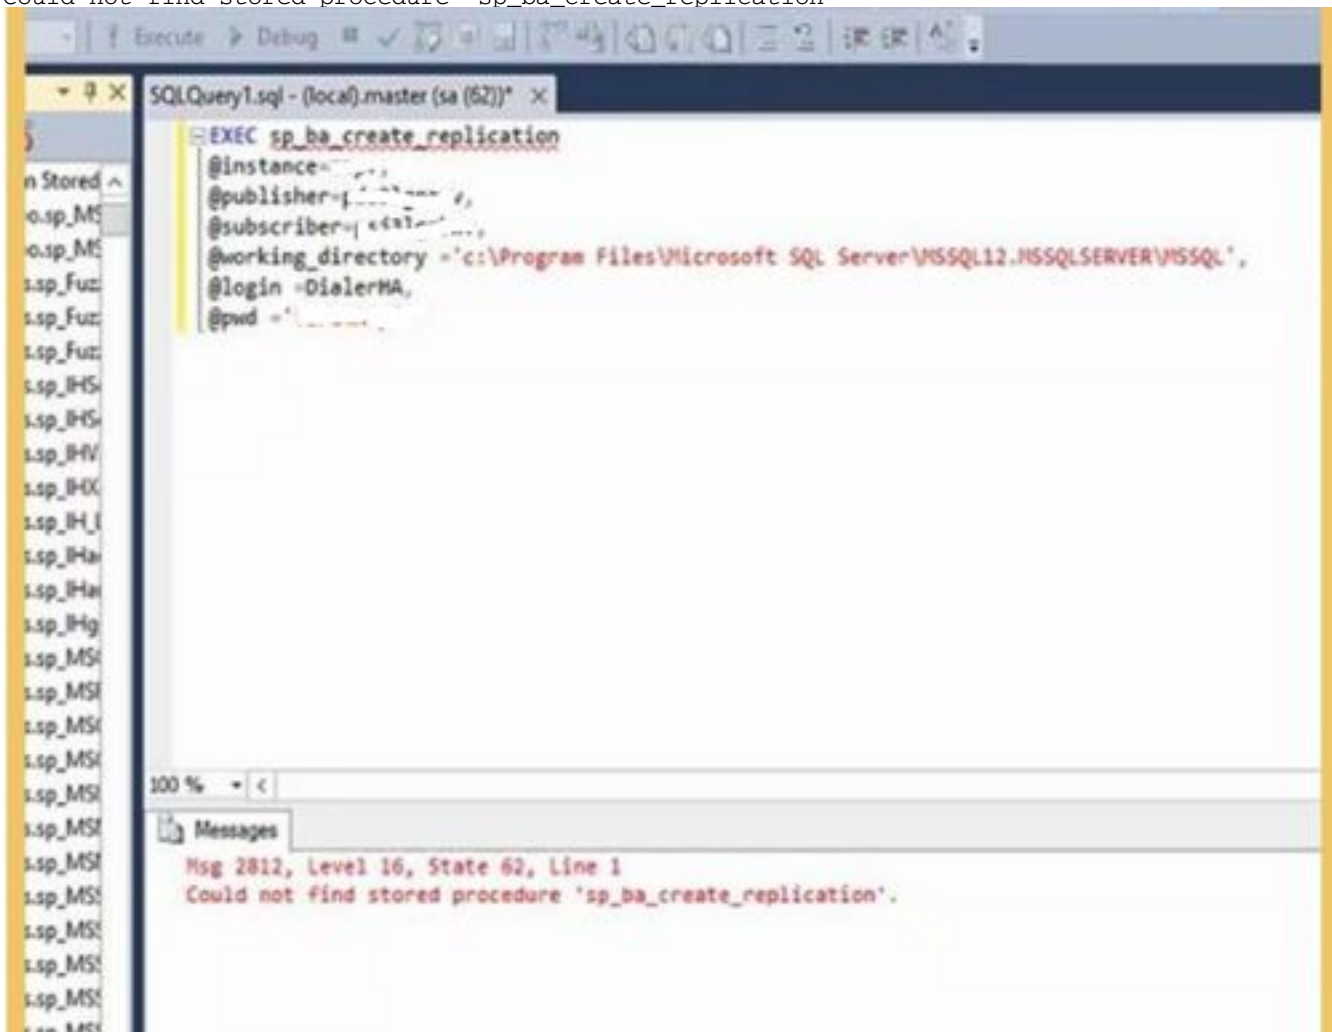 could not find stored procedure sp_ba_create_replication
Execute Debug
SQLQuery1.sql - (local).master (sa (62))* ×
EXEC sp_ba_create_replication
@instance=
@publisher=
@subscriber=
@working_directory ='c:\Program Files\Microsoft SQL Server\MSSQL12.MSSQLSERVER\MSSQL',
@login =DialerHA,
@pwd ='
n Stored
o.sp_MS
o.sp_MS
s.sp_Fuz
s.sp_Fuz
s.sp_Fuz
s.sp_IHS
s.sp_IHS
s.sp_IHV
s.sp_IHX
s.sp_IH_
s.sp_IHa
s.sp_IHa
s.sp_IHg
s.sp_MS
s.sp_MS
s.sp_MS
s.sp_MS
s.sp_MS
s.sp_MS
s.sp_MS
s.sp_MS
s.sp_MS
s.sp_MS
s.sp_MS
100 %
Messages
Msg 2812, Level 16, State 62, Line 1
Could not find stored procedure 'sp_ba_create_replication'.